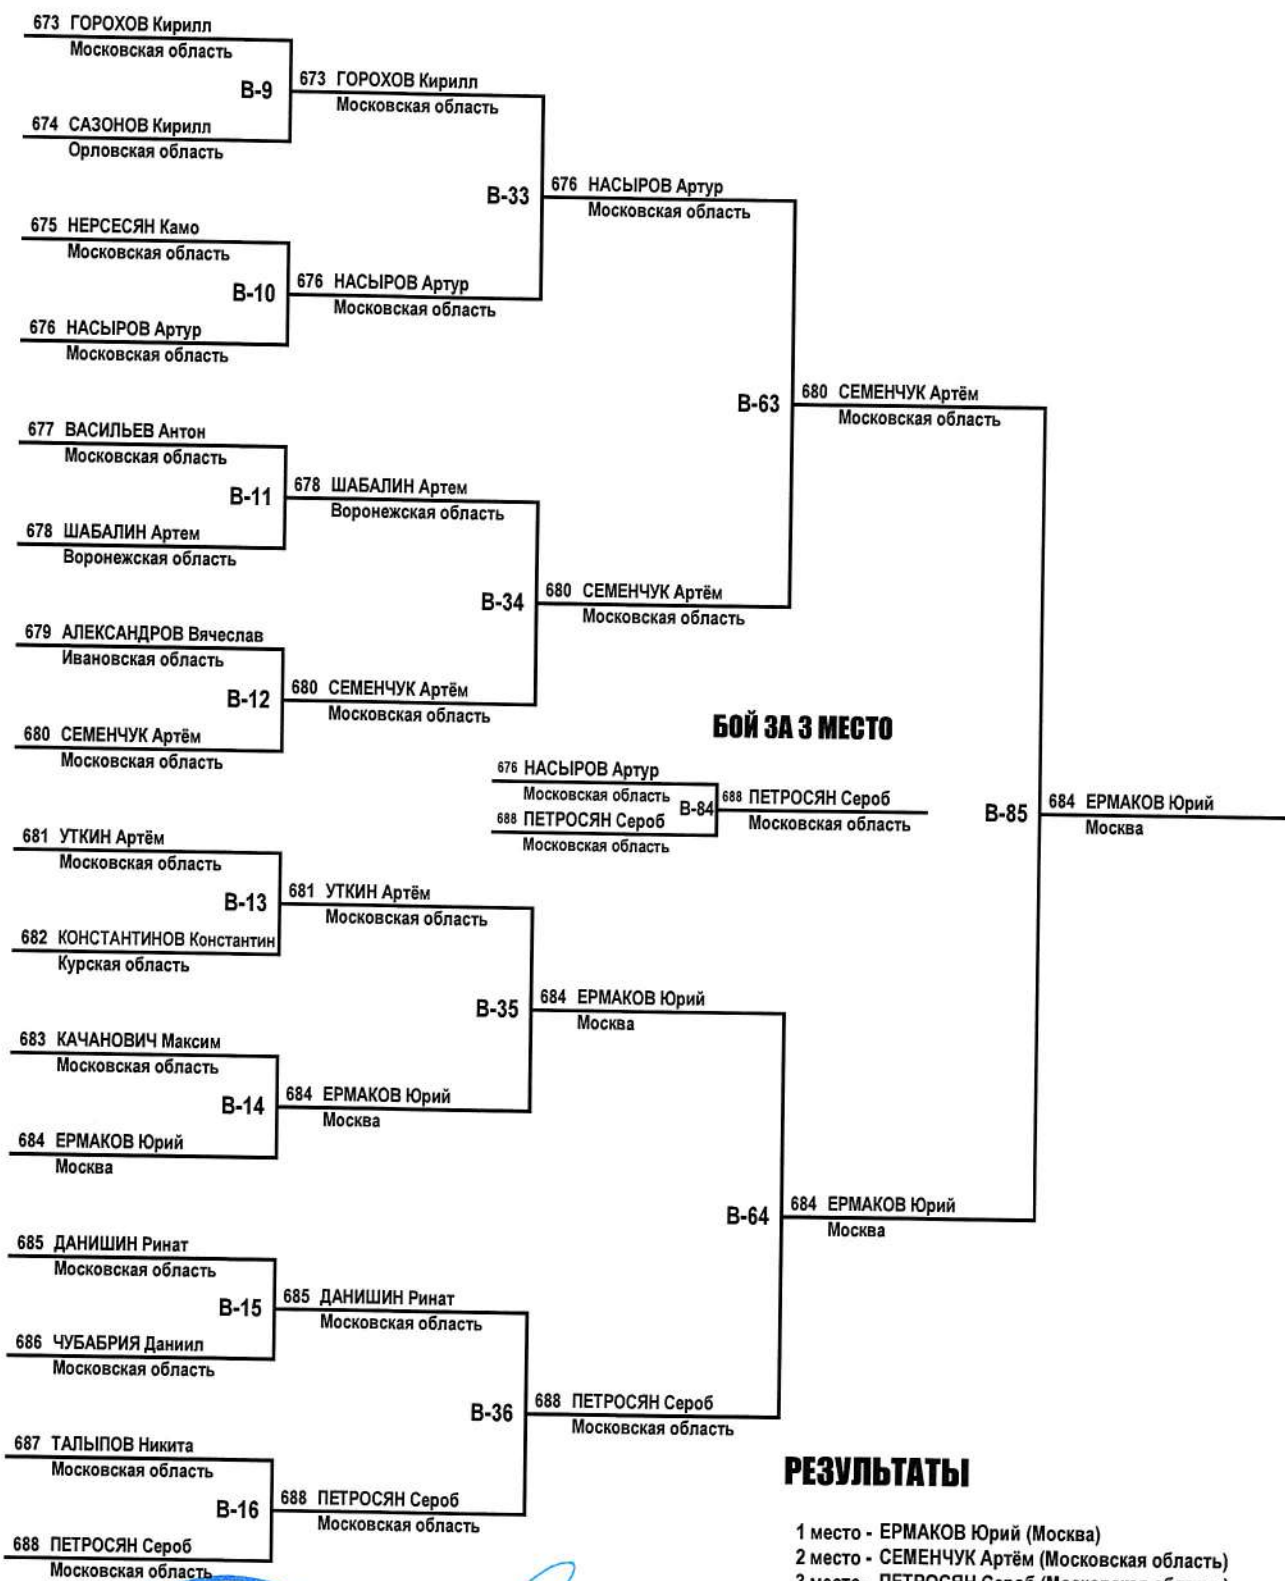 673 ГОРОХОВ Кирилл
Московская область
В-9
674 САЗОНОВ Кирилл
Орловская область
673 ГОРОХОВ Кирилл
Московская область
В-33
675 НЕРСЕСЯН Камо
Московская область
В-10
676 НАСЫРОВ Артур
Московская область
676 НАСЫРОВ Артур
Московская область
676 НАСЫРОВ Артур
Московская область
В-63
677 ВАСИЛЬЕВ Антон
Московская область
В-11
678 ШАБАЛИН Артем
Воронежская область
678 ШАБАЛИН Артем
Воронежская область
В-34
679 АЛЕКСАНДРОВ Вячеслав
Ивановская область
В-12
680 СЕМЕНЧУК Артём
Московская область
680 СЕМЕНЧУК Артём
Московская область
680 СЕМЕНЧУК Артём
Московская область
680 СЕМЕНЧУК Артём
Московская область
БОЙ ЗА 3 МЕСТО
676 НАСЫРОВ Артур
Московская область
В-84
688 ПЕТРОСЯН Сероб
Московская область
688 ПЕТРОСЯН Сероб
Московская область
В-85
684 ЕРМАКОВ Юрий
Москва
681 УТКИН Артём
Московская область
В-13
682 КОНСТАНТИНОВ Константин
Курская область
681 УТКИН Артём
Московская область
В-35
683 КАЧАНОВИЧ Максим
Московская область
В-14
684 ЕРМАКОВ Юрий
Москва
684 ЕРМАКОВ Юрий
Москва
684 ЕРМАКОВ Юрий
Москва
В-64
684 ЕРМАКОВ Юрий
Москва
685 ДАНИШИН Ринат
Московская область
В-15
686 ЧУБАБРИЯ Даниил
Московская область
685 ДАНИШИН Ринат
Московская область
В-36
687 ТАЛЫПОВ Никита
Московская область
В-16
688 ПЕТРОСЯН Сероб
Московская область
688 ПЕТРОСЯН Сероб
Московская область
688 ПЕТРОСЯН Сероб
Московская область
РЕЗУЛЬТАТЫ
1 место - ЕРМАКОВ Юрий (Москва)
2 место - СЕМЕНЧУК Артём (Московская область)
3 место - ПЕТРОСЯН Сероб (Московская область)